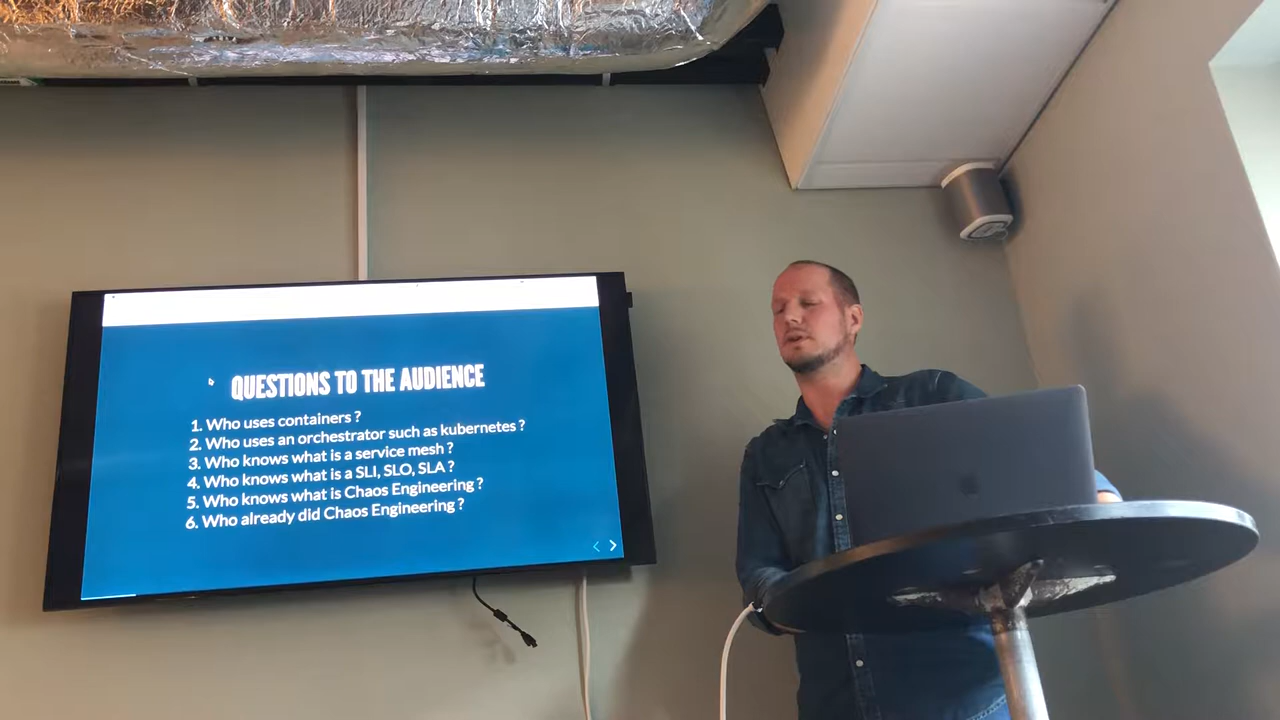 QUESTIONS TO THE AUDIENCE
1. Who uses containers ?
2. Who uses an orchestrator such as kubernetes ?
3. Who knows what is a service mesh ?
4. Who knows what is a SLI, SLO, SLA ?
5. Who knows what is Chaos Engineering ?
6. Who already did Chaos Engineering ?